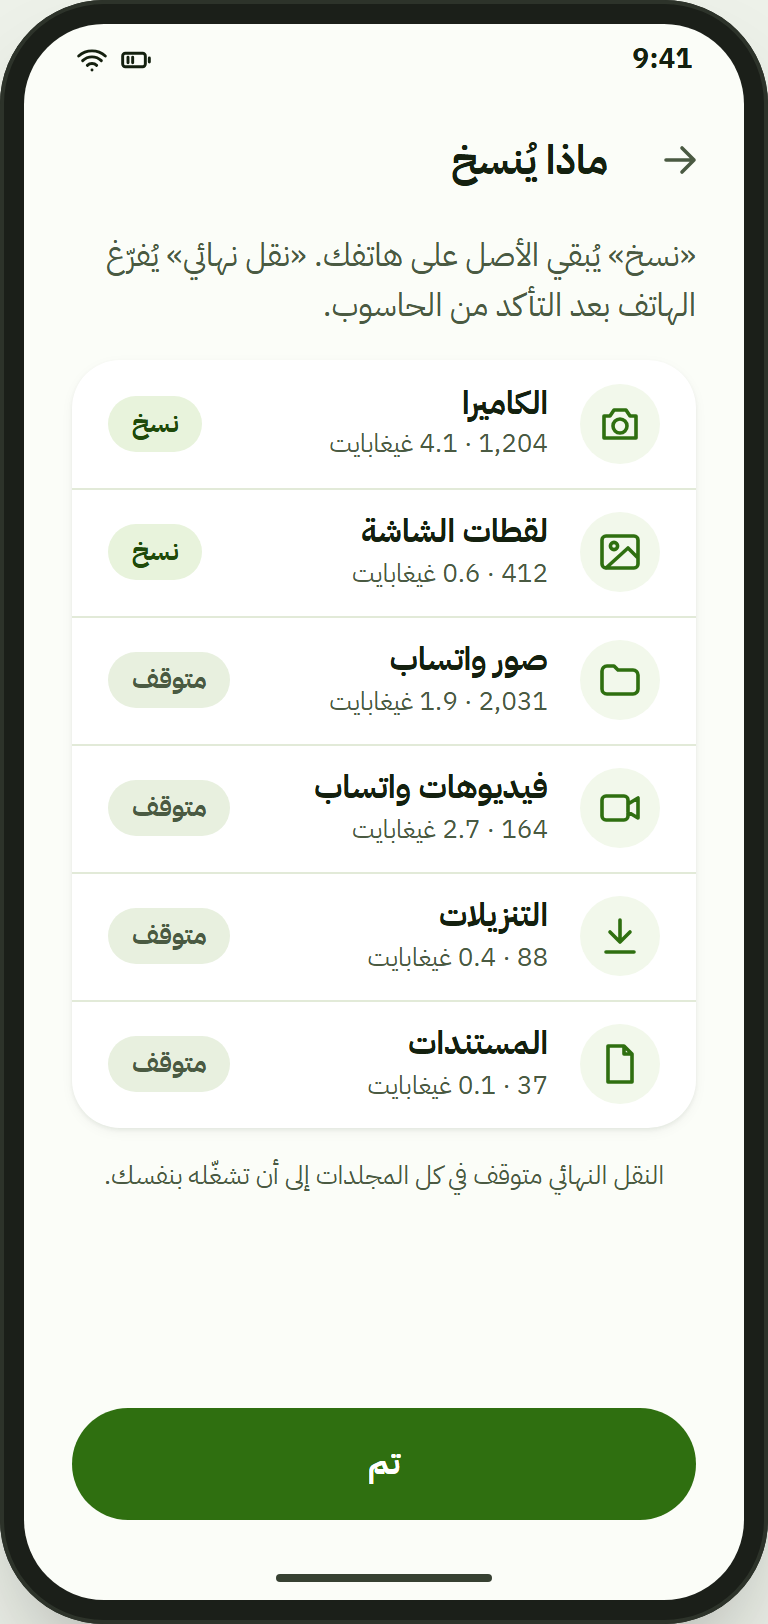 9:41
ماذا يُنسخ
«نسخ» يُبقي الأصل على هاتفك. «نقل نهائي» يُفرّغ
الهاتف بعد التأكد من الحاسوب.
الكاميرا
1,204 · 4.1 غيغابايت
نسخ
لقطات الشاشة
412 · 0.6 غيغابايت
نسخ
صور واتساب
2,031 · 1.9 غيغابايت
متوقف
فيديوهات واتساب
164 · 2.7 غيغابايت
متوقف
التنزيلات
88 · 0.4 غيغابايت
متوقف
المستندات
37 · 0.1 غيغابايت
متوقف
النقل النهائي متوقف في كل المجلدات إلى أن تشغّله بنفسك.
تم